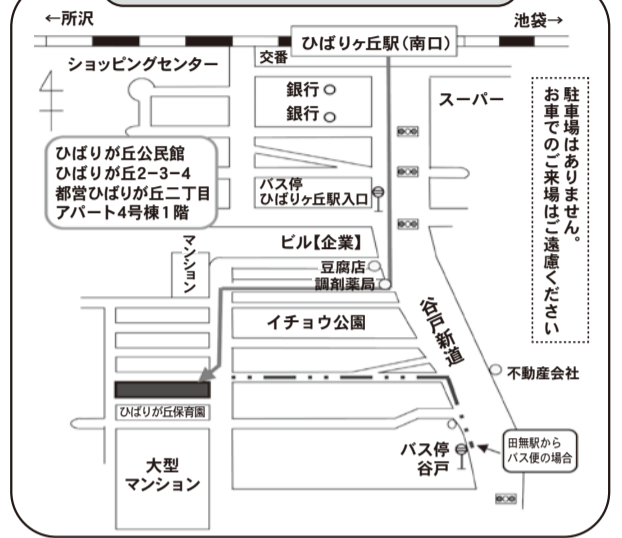 ←所沢
池袋→
ひばりヶ丘駅（南口）
交番
ショッピングセンター
銀行
銀行
スーパー
駐車場はありません。
お車でのご来場はご遠慮ください
ひばりが丘公民館
ひばりが丘2−3−4
都営ひばりが丘二丁目
アパート4号棟1階
バス停
ひばりヶ丘駅入口
ビル【企業】
マンション
豆腐店
調剤薬局
イチョウ公園
谷戸新道
不動産会社
ひばりが丘保育園
大型
マンション
バス停
谷戸
田無駅から
バス便の場合